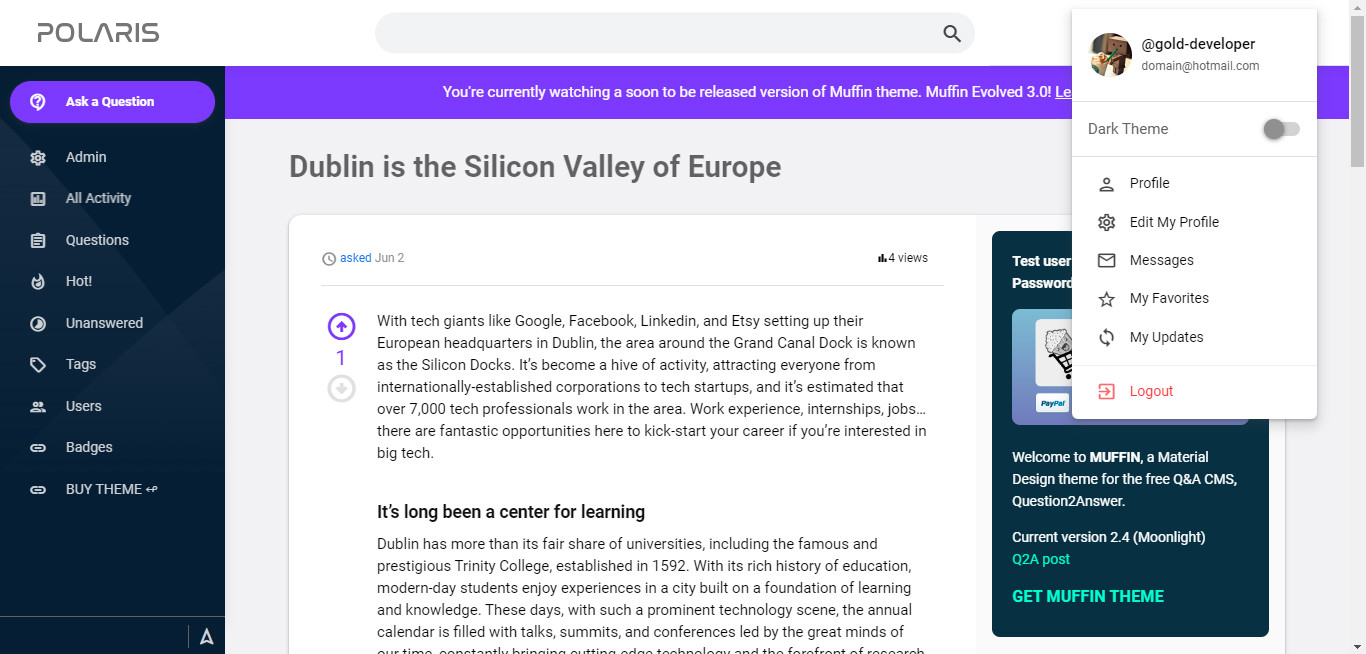 POLARIS
@gold-developer
domain@hotmail.com
Dark Theme
Profile
Edit My Profile
Messages
My Favorites
My Updates
Logout
Ask a Question
Admin
All Activity
Questions
Hot!
Unanswered
Tags
Users
Badges
BUY THEME ↫
You're currently watching a soon to be released version of Muffin theme. Muffin Evolved 3.0! Le
Dublin is the Silicon Valley of Europe
asked Jun 2
4 views
1
With tech giants like Google, Facebook, Linkedin, and Etsy setting up their
European headquarters in Dublin, the area around the Grand Canal Dock is known
as the Silicon Docks. It’s become a hive of activity, attracting everyone from
internationally-established corporations to tech startups, and it’s estimated that
over 7,000 tech professionals work in the area. Work experience, internships, jobs…
there are fantastic opportunities here to kick-start your career if you’re interested in
big tech.
It’s long been a center for learning
Dublin has more than its fair share of universities, including the famous and
prestigious Trinity College, established in 1592. With its rich history of education,
modern-day students enjoy experiences in a city built on a foundation of learning
and knowledge. These days, with such a prominent technology scene, the annual
calendar is filled with talks, summits, and conferences led by the great minds of
our time, constantly bringing cutting-edge technology and the forefront of research
Test user
Password
PayPal
Welcome to MUFFIN, a Material
Design theme for the free Q&A CMS,
Question2Answer.
Current version 2.4 (Moonlight)
Q2A post
GET MUFFIN THEME